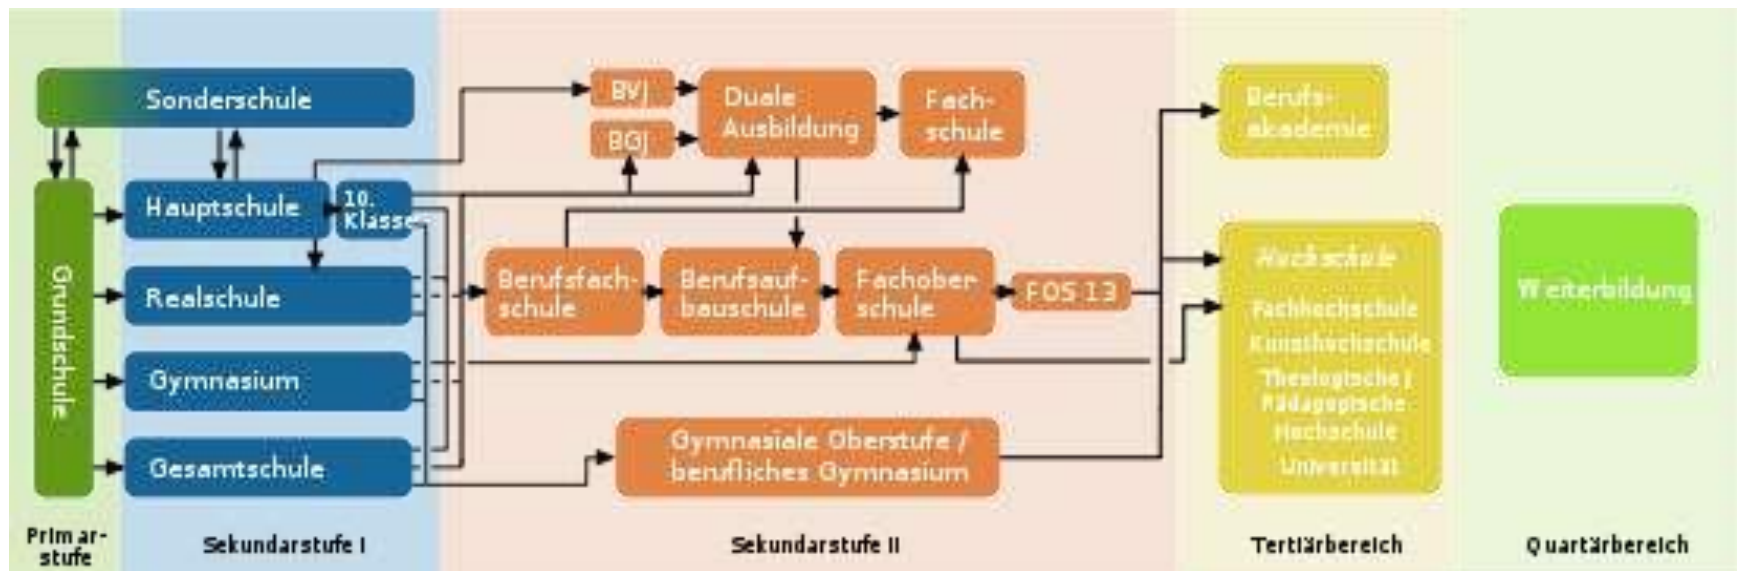 Sonderschule
Grundschule
Hauptschule
10.
Klasse
Realschule
Gymnasium
Gesamtschule
BVJ
BGJ
Duale
Ausbildung
Fach-
schule
Berufsfach-
schule
Berufsauf-
bauschule
Fachober-
schule
FOS 13
Gymnasiale Oberstufe /
berufliches Gymnasium
Berufs-
akademie
Hochschule
Fachhochschule
Kunsthochschule
Theologische /
Pädagogische
Hochschule
Universität
Weiterbildung
Primar-
stufe
Sekundarstufe I
Sekundarstufe II
Tertiärbereich
Quartärbereich